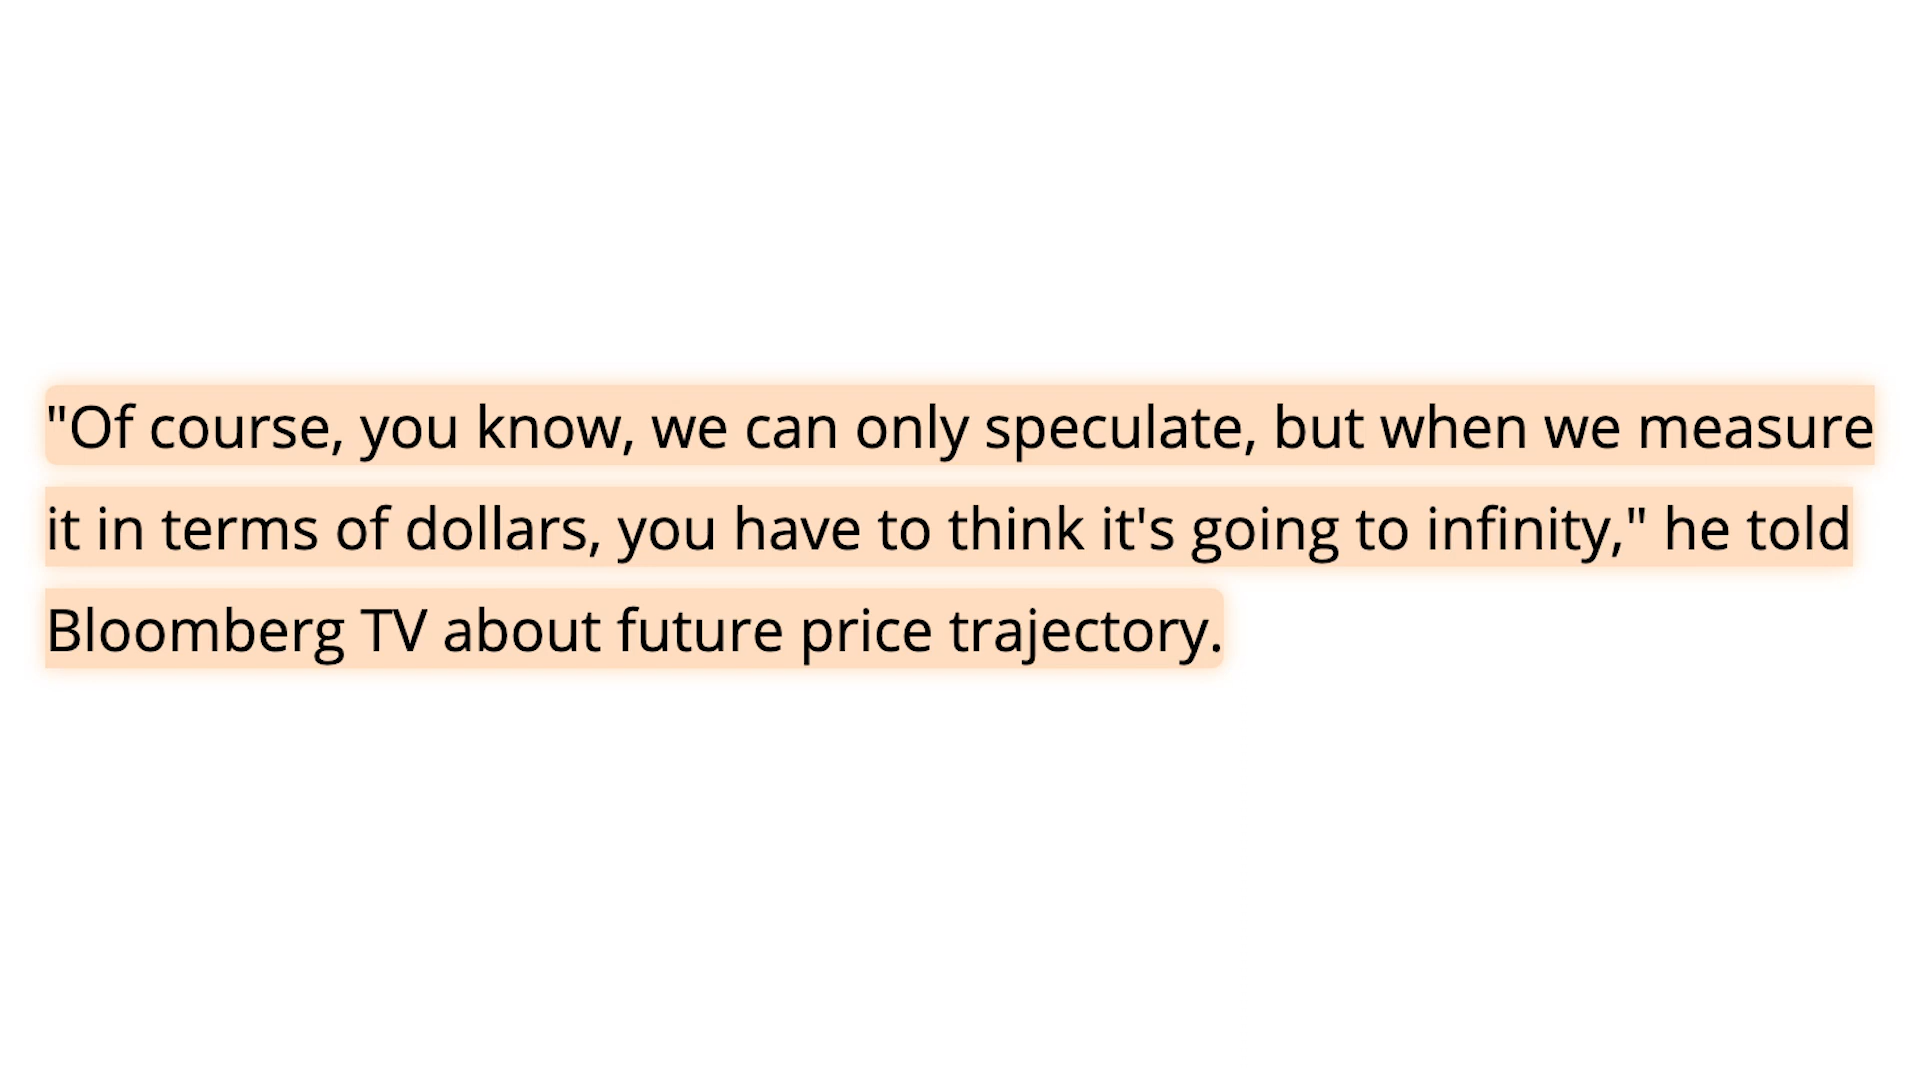 "Of course, you know, we can only speculate, but when we measure
it in terms of dollars, you have to think it's going to infinity," he told
Bloomberg TV about future price trajectory.